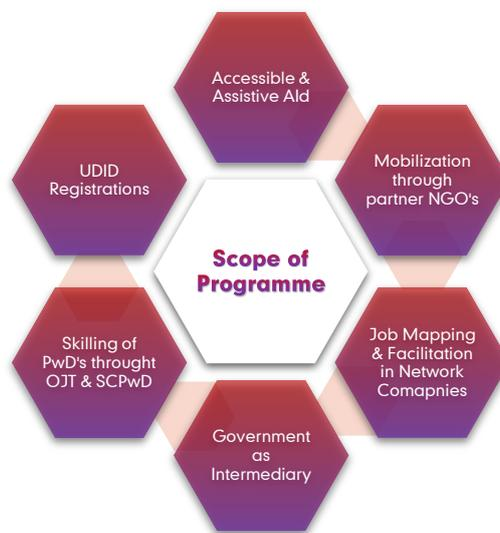 Accessible &
Assistive AId
Mobilization
through
partner NGO's
Job Mapping
& Facilitation
in Network
Comapnies
Government
as
Intermediary
Skilling of
PwD's throught
OJT & SCPwD
UDID
Registrations
Scope of
Programme